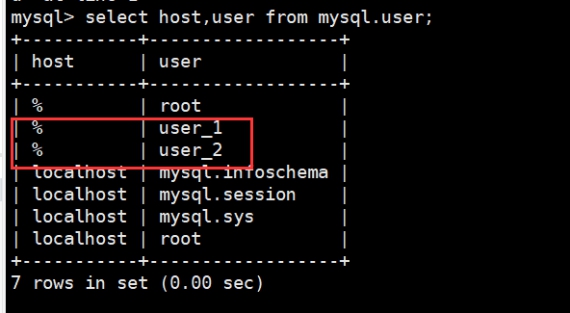 mysql> select host,user from mysql.user;
+-----------+------------------+
| host      | user             |
+-----------+------------------+
| %         | root             |
| %         | user_1           |
| %         | user_2           |
| localhost | mysql.infoschema |
| localhost | mysql.session    |
| localhost | mysql.sys        |
| localhost | root             |
+-----------+------------------+
7 rows in set (0.00 sec)